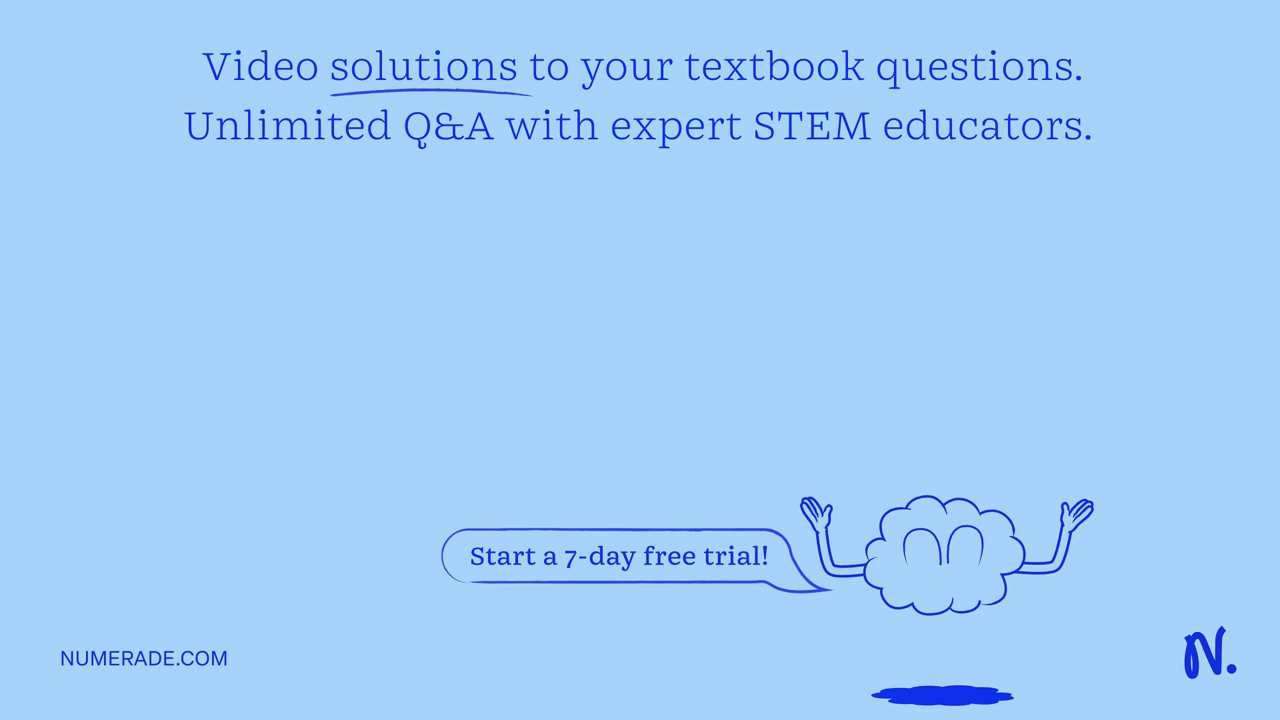 Video solutions to your textbook questions.
Unlimited Q&A with expert STEM educators.
Start a 7-day free trial!
NUMERADE.COM
N.